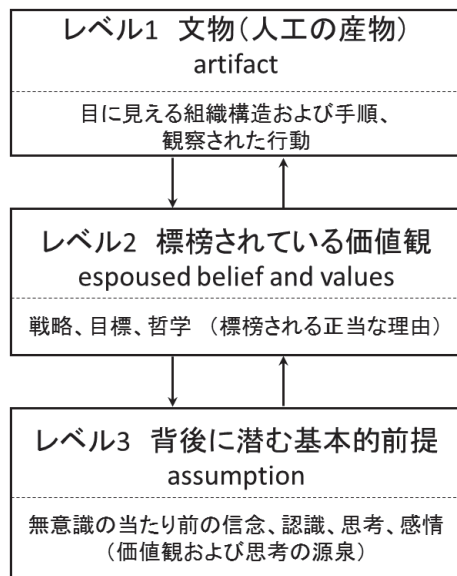 レベル1 文物(人工の産物)
artifact
目に見える組織構造および手順、
観察された行動
レベル2 標榜されている価値観
espoused belief and values
戦略、目標、哲学 (標榜される正当な理由)
レベル3 背後に潜む基本的前提
assumption
無意識の当たり前の信念、認識、思考、感情
(価値観および思考の源泉)